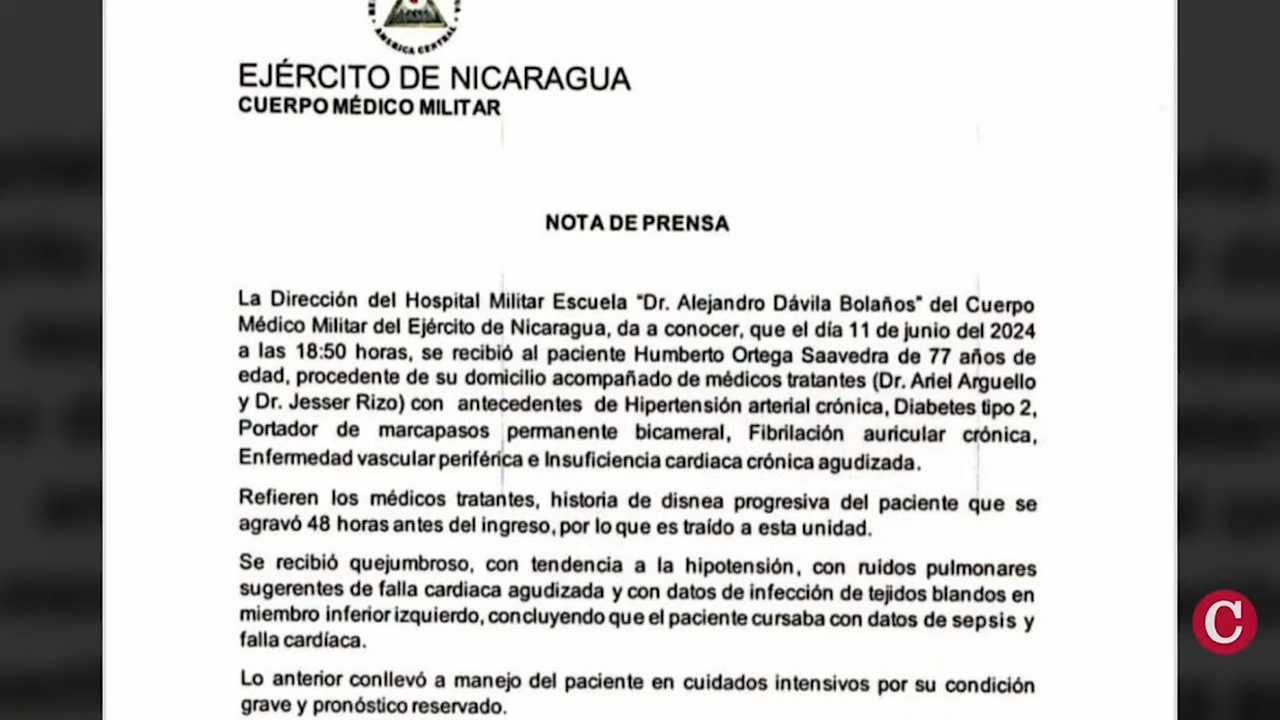 AMERICA CENTRAL
EJÉRCITO DE NICARAGUA
CUERPO MÉDICO MILITAR
NOTA DE PRENSA
La Dirección del Hospital Militar Escuela "Dr. Alejandro Dávila Bolaños" del Cuerpo
Médico Militar del Ejército de Nicaragua, da a conocer, que el día 11 de junio del 2024
a las 18:50 horas, se recibió al paciente Humberto Ortega Saavedra de 77 años de
edad, procedente de su domicilio acompañado de médicos tratantes (Dr. Ariel Arguello
y Dr. Jesser Rizo) con antecedentes de Hipertensión arterial crónica, Diabetes tipo 2,
Portador de marcapasos permanente bicameral, Fibrilación auricular crónica,
Enfermedad vascular periférica e Insuficiencia cardiaca crónica agudizada.
Refieren los médicos tratantes, historia de disnea progresiva del paciente que se
agravó 48 horas antes del ingreso, por lo que es traído a esta unidad.
Se recibió quejumbroso, con tendencia a la hipotensión, con ruidos pulmonares
sugerentes de falla cardiaca agudizada y con datos de infección de tejidos blandos en
miembro inferior izquierdo, concluyendo que el paciente cursaba con datos de sepsis y
falla cardíaca.
Lo anterior conllevó a manejo del paciente en cuidados intensivos por su condición
grave y pronóstico reservado.
C